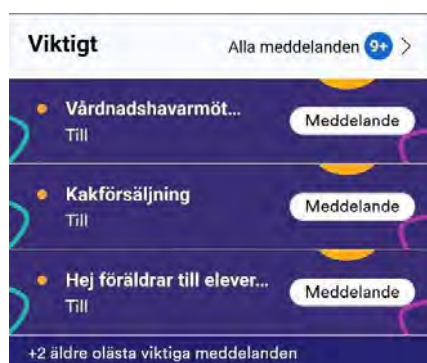 Viktigt Alla meddelanden 9+ >
Vårdnadshavarmöt... Meddelande
Till
Kakförsäljning Meddelande
Till
Hej föräldrar till elever... Meddelande
Till
+2 äldre olästa viktiga meddelanden